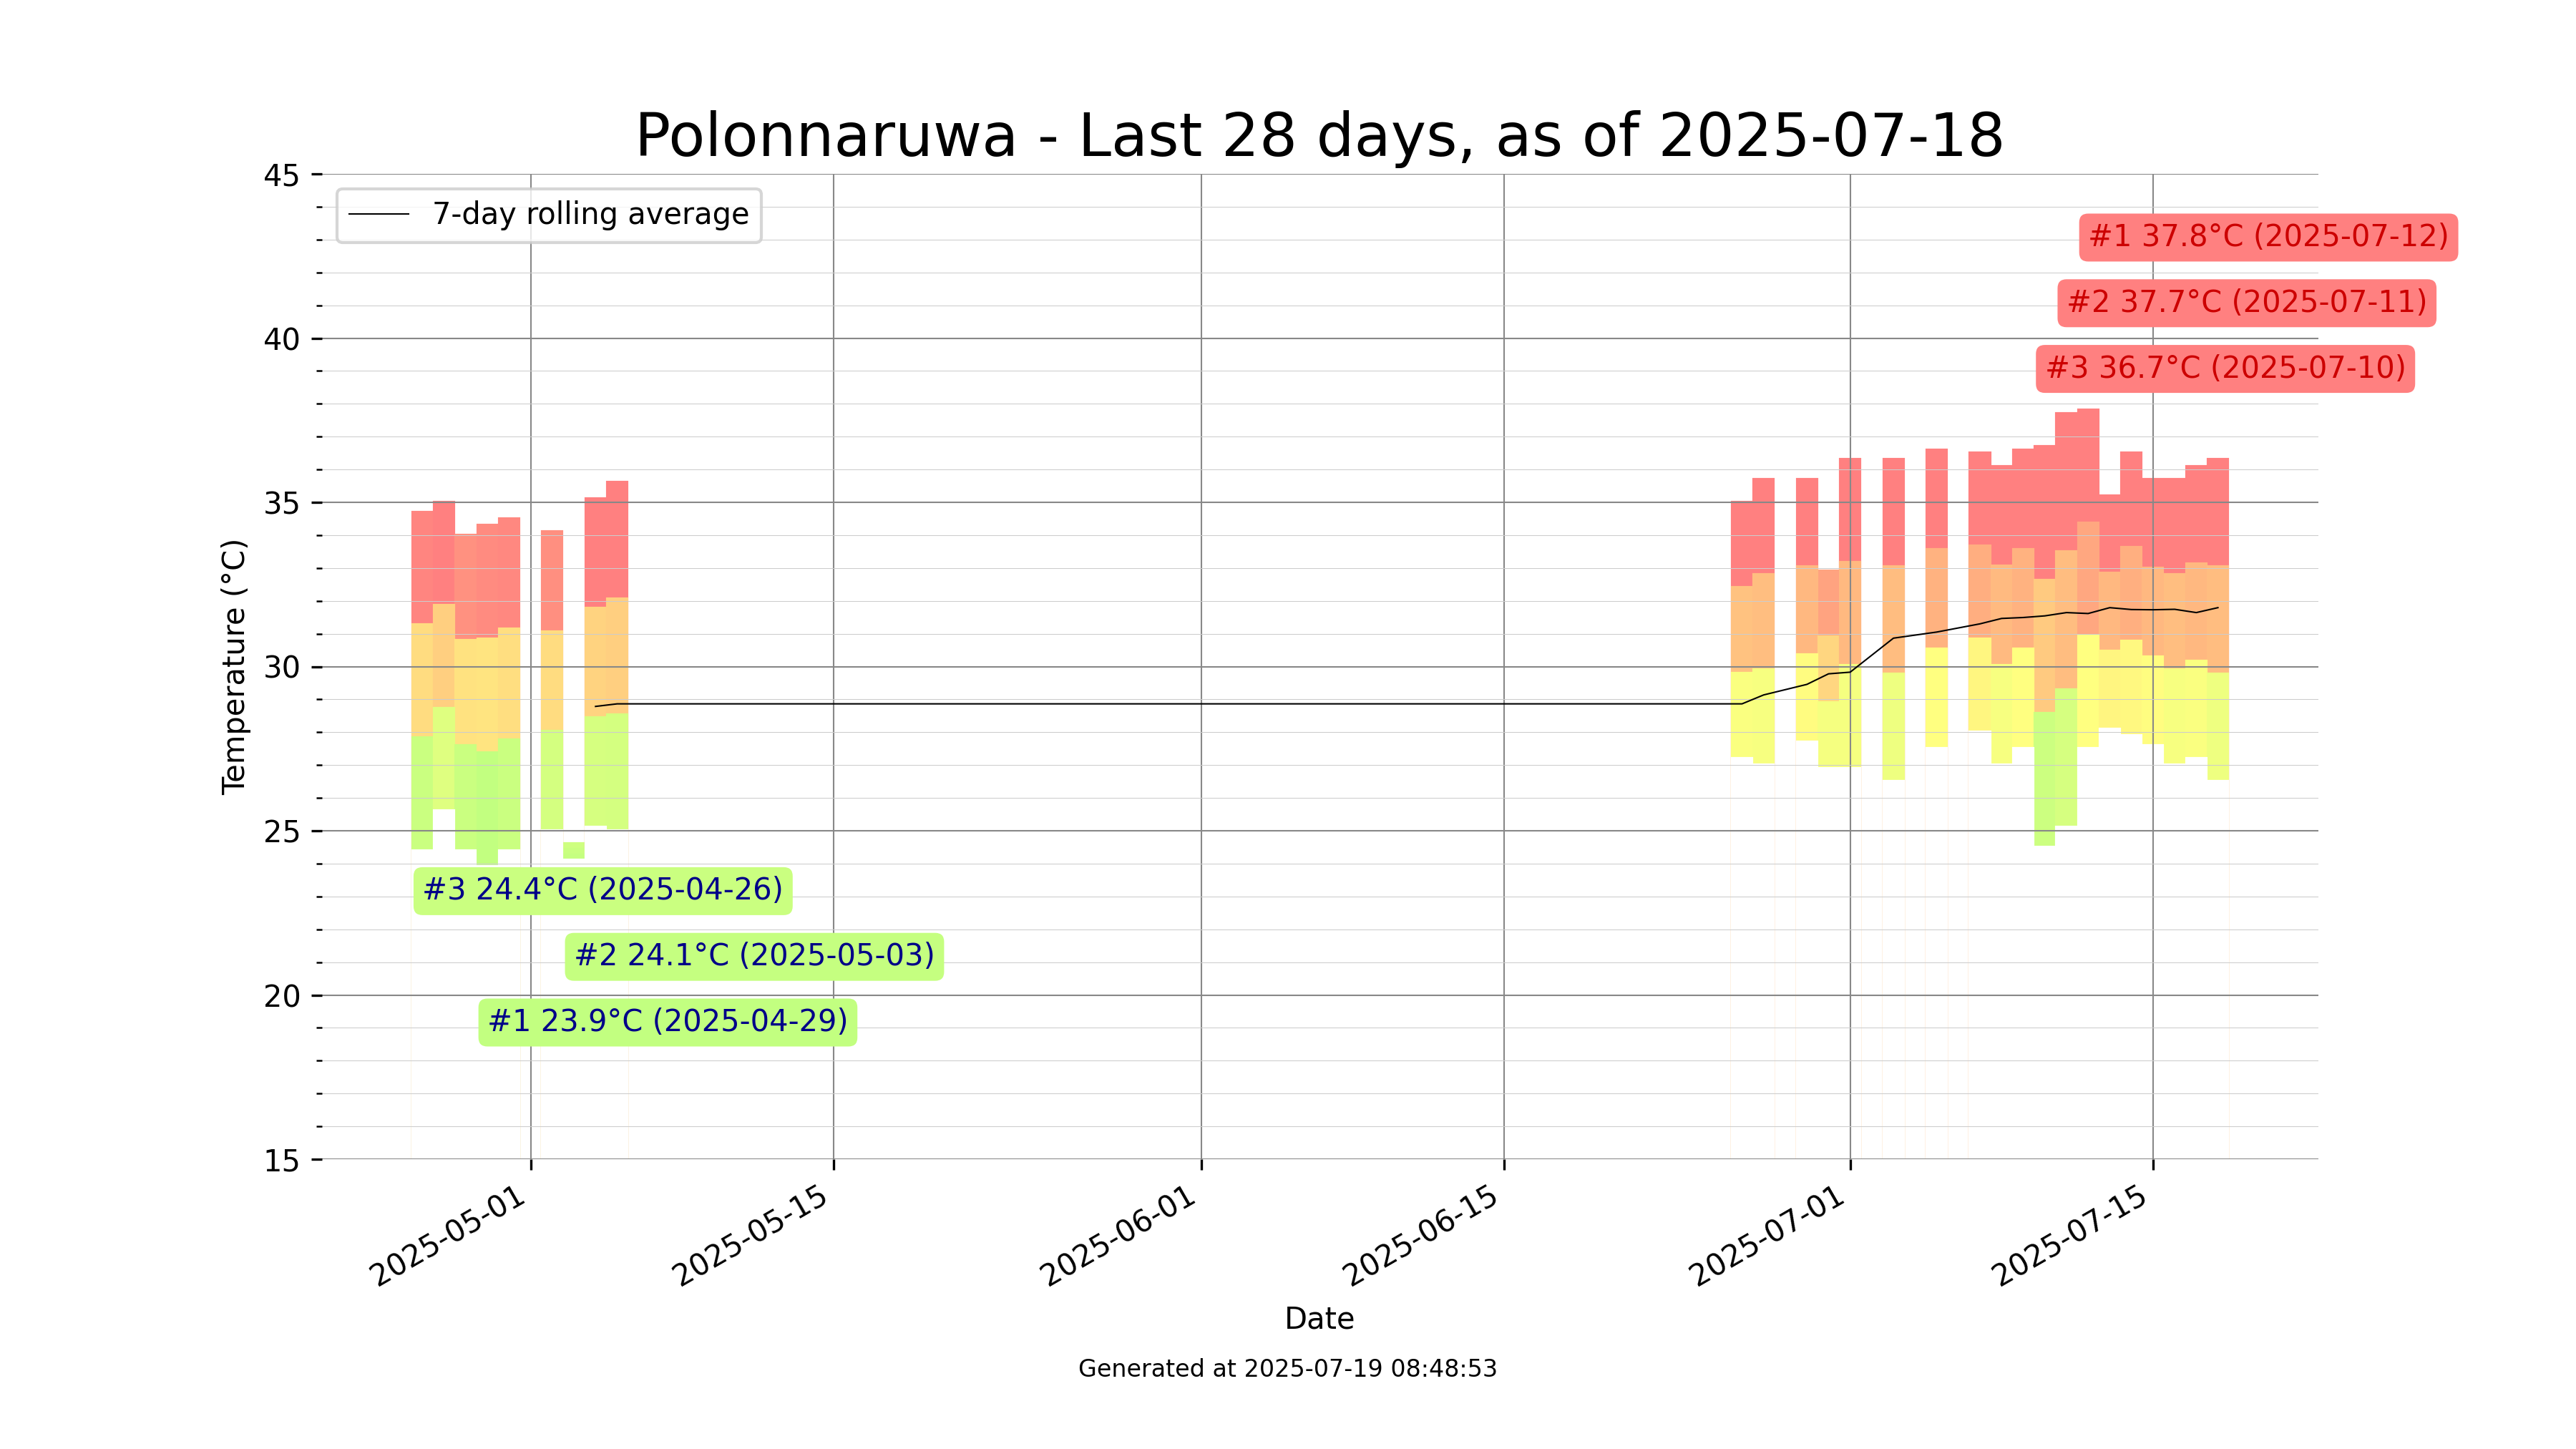 Polonnaruwa - Last 28 days, as of 2025-07-18
45
7-day rolling average
#1 37.8°C (2025-07-12)
#2 37.7°C (2025-07-11)
40
#3 36.7°C (2025-07-10)
35
Temperature (°C)
30
25
#3 24.4°C (2025-04-26)
#2 24.1°C (2025-05-03)
20
#1 23.9°C (2025-04-29)
15
2025-05-01
2025-05-15
2025-06-01
2025-06-15
2025-07-01
2025-07-15
Date
Generated at 2025-07-19 08:48:53